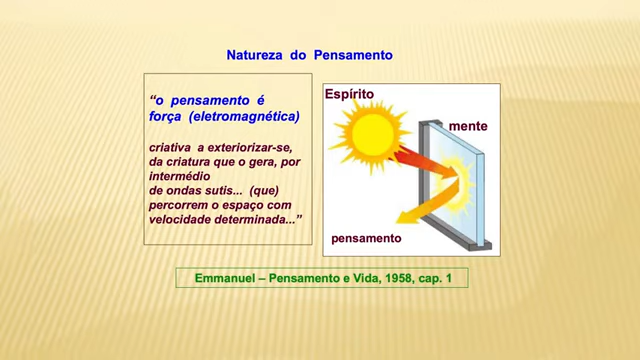 Natureza do Pensamento
“o pensamento é
força (eletromagnética)
criativa a exteriorizar-se,
da criatura que o gera, por
intermédio
de ondas sutis... (que)
percorrem o espaço com
velocidade determinada...”
Espírito
mente
pensamento
Emmanuel – Pensamento e Vida, 1958, cap. 1